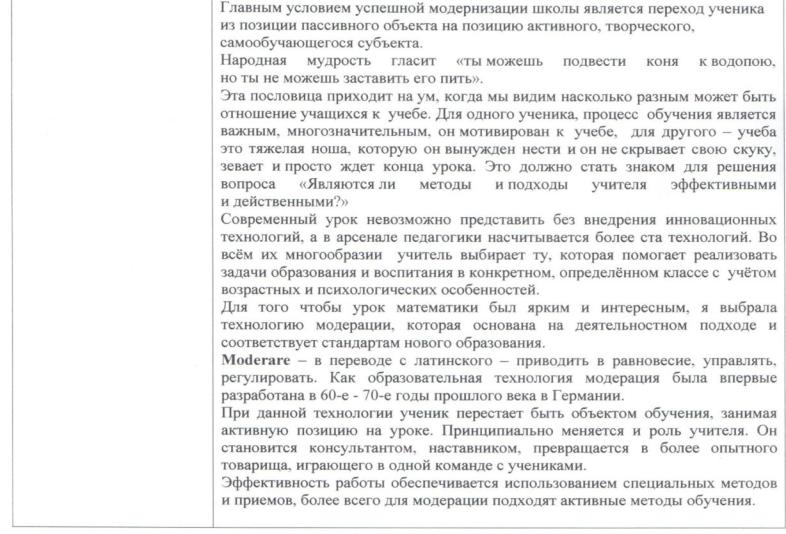 Главным условием успешной модернизации школы является переход ученика
из позиции пассивного объекта на позицию активного, творческого,
самообучающегося субъекта.
Народная мудрость гласит «ты можешь подвести коня к водопою,
но ты не можешь заставить его пить».
Эта пословица приходит на ум, когда мы видим насколько разным может быть
отношение учащихся к учебе. Для одного ученика, процесс обучения является
важным, многозначительным, он мотивирован к учебе, для другого – учеба
это тяжелая ноша, которую он вынужден нести и он не скрывает свою скуку,
зевает и просто ждет конца урока. Это должно стать знаком для решения
вопроса «Являются ли методы и подходы учителя эффективными
и действенными?»
Современный урок невозможно представить без внедрения инновационных
технологий, а в арсенале педагогики насчитывается более ста технологий. Во
всём их многообразии учитель выбирает ту, которая помогает реализовать
задачи образования и воспитания в конкретном, определённом классе с учётом
возрастных и психологических особенностей.
Для того чтобы урок математики был ярким и интересным, я выбрала
технологию модерации, которая основана на деятельностном подходе и
соответствует стандартам нового образования.
Moderare – в переводе с латинского – приводить в равновесие, управлять,
регулировать. Как образовательная технология модерация была впервые
разработана в 60-е - 70-е годы прошлого века в Германии.
При данной технологии ученик перестает быть объектом обучения, занимая
активную позицию на уроке. Принципиально меняется и роль учителя. Он
становится консультантом, наставником, превращается в более опытного
товарища, играющего в одной команде с учениками.
Эффективность работы обеспечивается использованием специальных методов
и приемов, более всего для модерации подходят активные методы обучения.